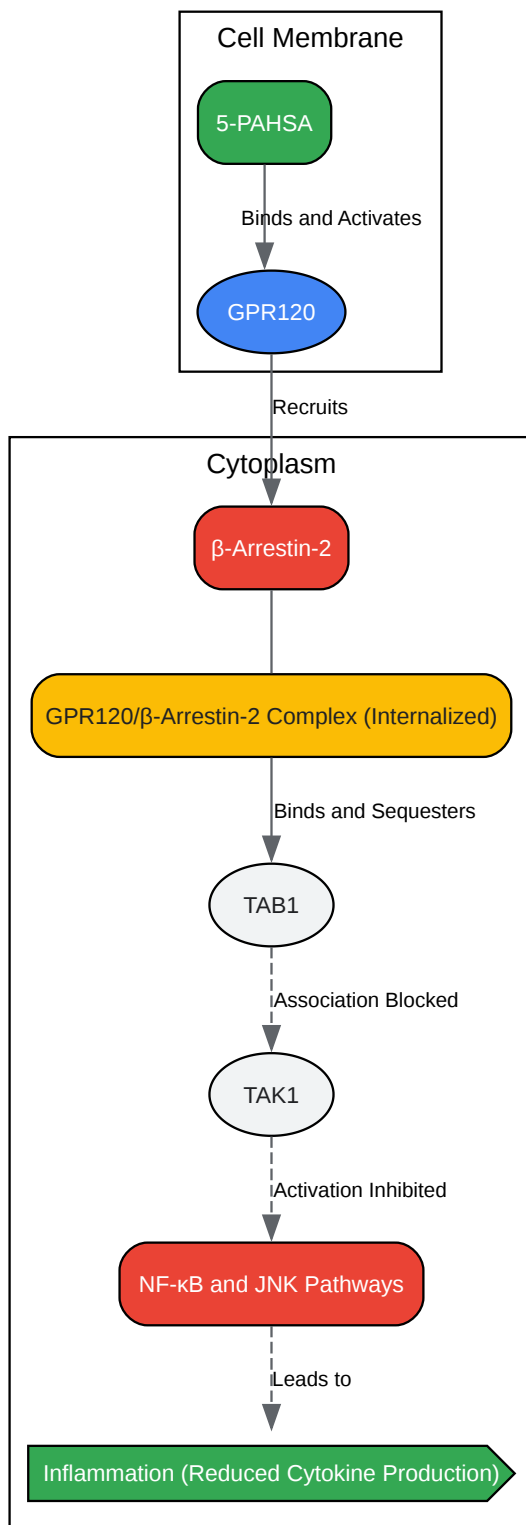 Cell Membrane
5-PAHSA
Binds and Activates
GPR120
Recruits
Cytoplasm
β-Arrestin-2
GPR120/β-Arrestin-2 Complex (Internalized)
Binds and Sequesters
TAB1
Association Blocked
TAK1
Activation Inhibited
NF-κB and JNK Pathways
Leads to
Inflammation (Reduced Cytokine Production)